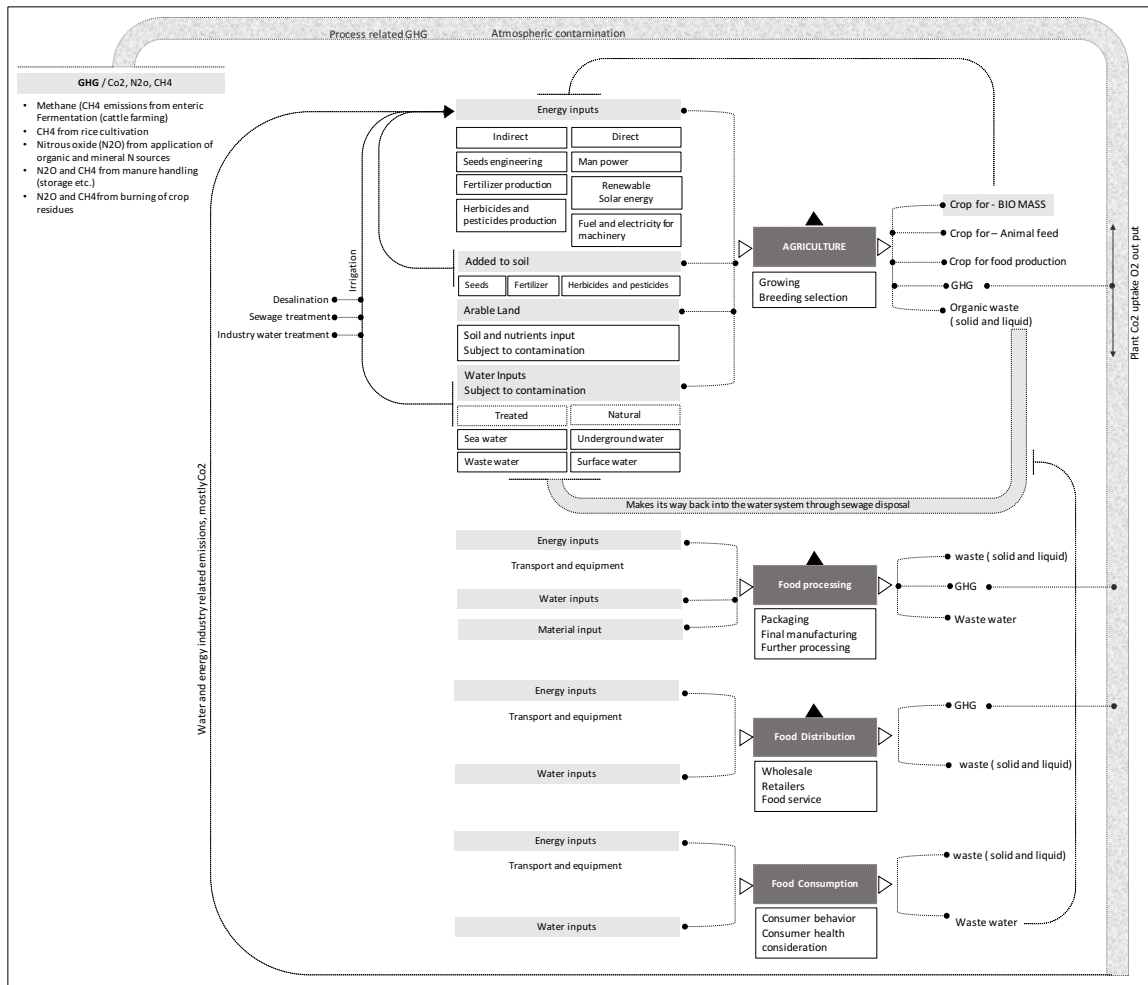 Process related GHG
Atmospheric contamination
GHG / Co2, N2o, CH4
• Methane (CH4 emissions from enteric
Fermentation (cattle farming)
• CH4 from rice cultivation
• Nitrous oxide (N2O) from application of
organic and mineral N sources
• N2O and CH4 from manure handling
(storage etc.)
• N2O and CH4from burning of crop
residues
Water and energy industry related emissions, mostly Co2
Irrigation
Desalination
Sewage treatment
Industry water treatment
Energy inputs
Indirect
Direct
Seeds engineering
Man power
Fertilizer production
Renewable
Solar energy
Herbicides and
pesticides production
Fuel and electricity for
machinery
Added to soil
Seeds
Fertilizer
Herbicides and pesticides
Arable Land
Soil and nutrients input
Subject to contamination
Water Inputs
Subject to contamination
Treated
Natural
Sea water
Underground water
Waste water
Surface water
AGRICULTURE
Growing
Breeding selection
Crop for - BIO MASS
Crop for – Animal feed
Crop for food production
GHG
Organic waste
( solid and liquid)
Plant Co2 uptake O2 out put
Makes its way back into the water system through sewage disposal
Energy inputs
Transport and equipment
Water inputs
Material input
Food processing
Packaging
Final manufacturing
Further processing
waste ( solid and liquid)
GHG
Waste water
Energy inputs
Transport and equipment
Water inputs
Food Distribution
Wholesale
Retailers
Food service
GHG
waste ( solid and liquid)
Energy inputs
Transport and equipment
Water inputs
Food Consumption
Consumer behavior
Consumer health
consideration
waste ( solid and liquid)
Waste water